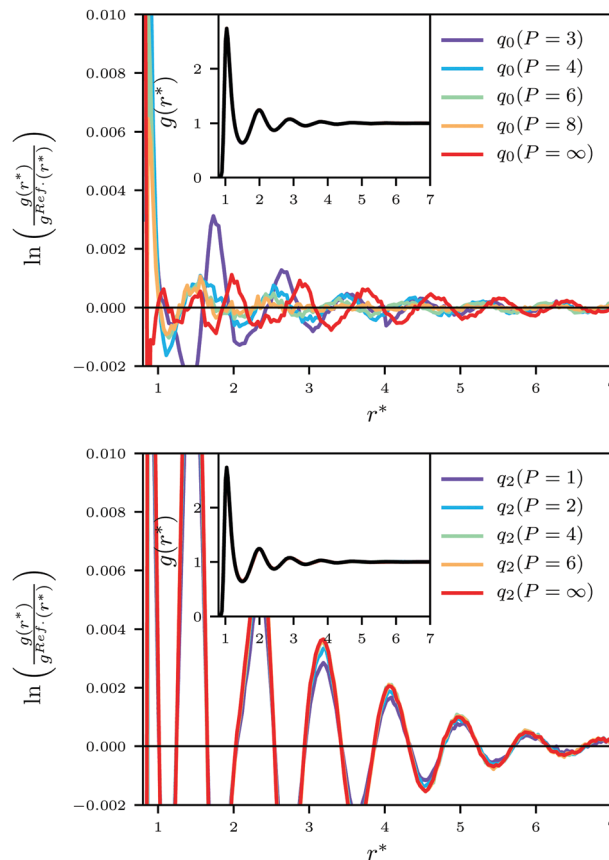 0.010
0.008
0.006
0.004
0.002
0.000
−0.002
ln ( g(r*) / g^{Ref.}(r*) )
1 2 3 4 5 6 7
r*
g(r*)
2
1
0
1 2 3 4 5 6 7
q₀(P = 3)
q₀(P = 4)
q₀(P = 6)
q₀(P = 8)
q₀(P = ∞)
0.010
0.008
0.006
0.004
0.002
0.000
−0.002
ln ( g(r*) / g^{Ref.}(r*) )
1 2 3 4 5 6 7
r*
g(r*)
2
1
0
1 2 3 4 5 6 7
q₂(P = 1)
q₂(P = 2)
q₂(P = 4)
q₂(P = 6)
q₂(P = ∞)